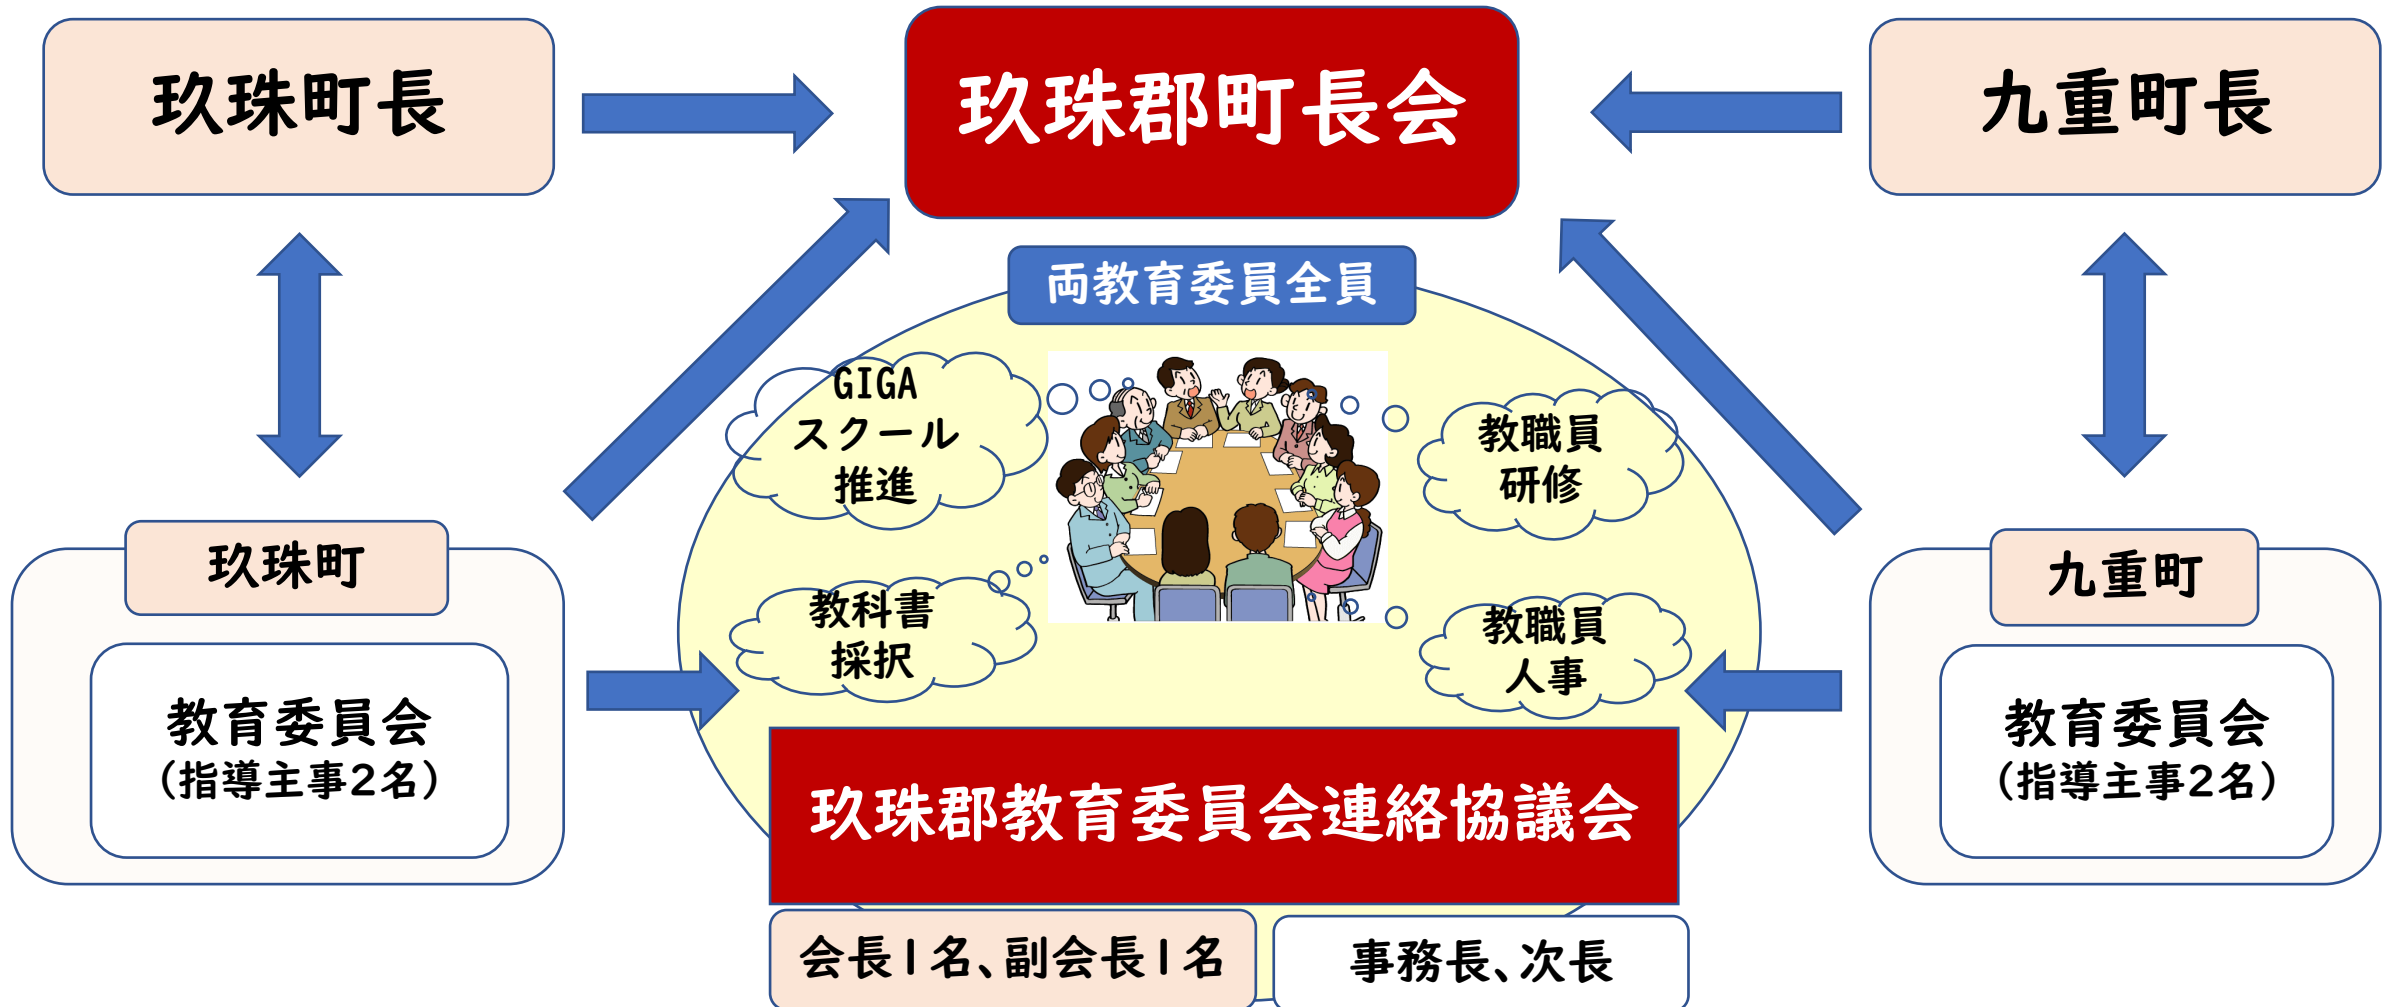 玖珠町長
玖珠郡町長会
九重町長
両教育委員全員
GIGA
スクール
推進
教職員
研修
玖珠町
教育委員会
（指導主事2名）
教科書
採択
教職員
人事
九重町
教育委員会
（指導主事2名）
玖珠郡教育委員会連絡協議会
会長1名、副会長1名
事務長、次長